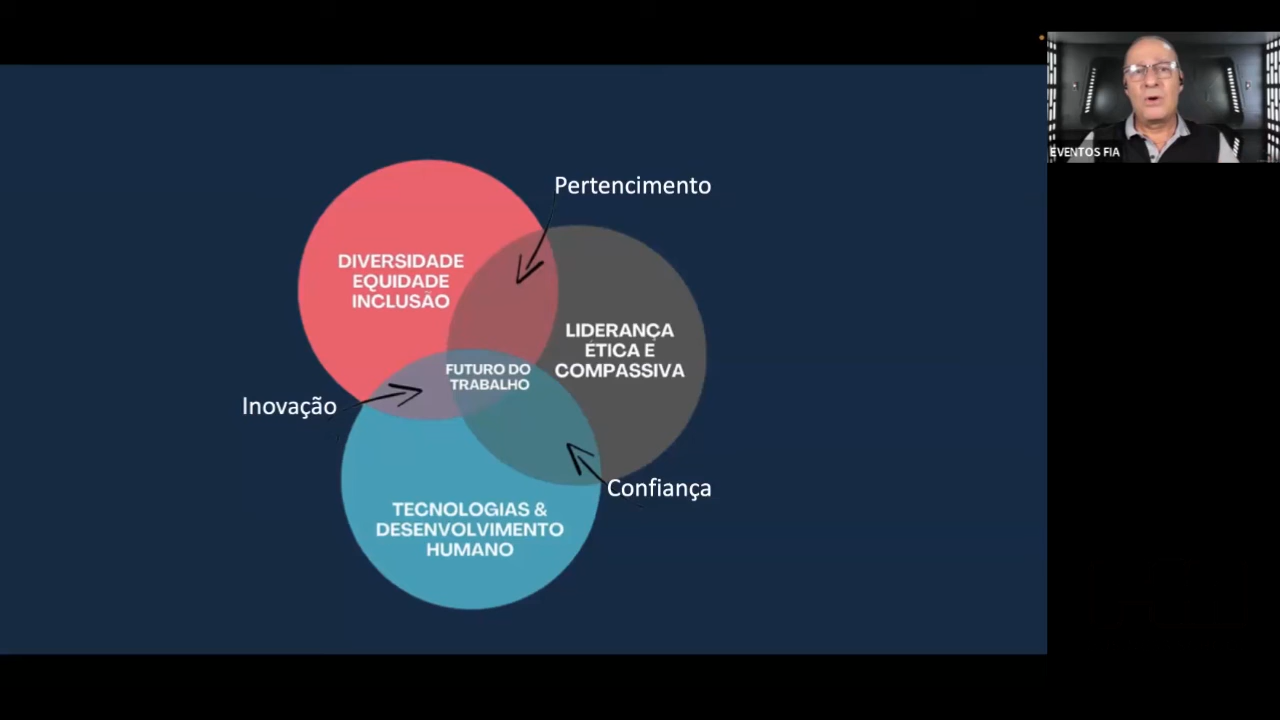 EVENTOS FIA
Pertencimento
DIVERSIDADE
EQUIDADE
INCLUSÃO
LIDERANÇA
ÉTICA E
COMPASSIVA
FUTURO DO
TRABALHO
Inovação
Confiança
TECNOLOGIAS &
DESENVOLVIMENTO
HUMANO